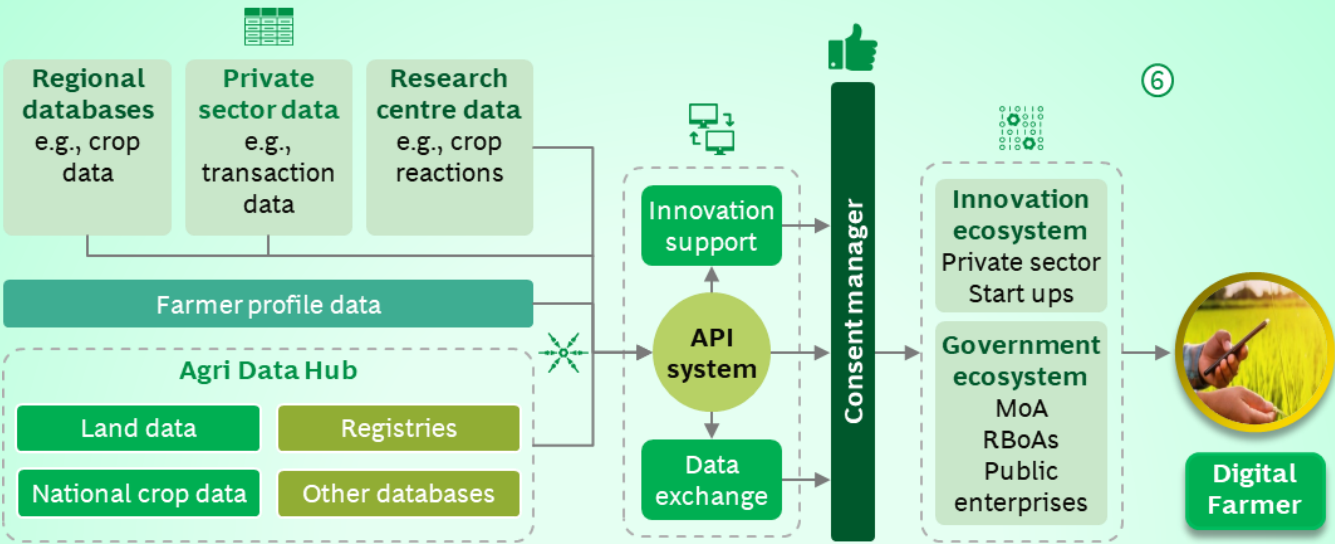 Regional
databases
e.g., crop
data
Private
sector data
e.g.,
transaction
data
Research
centre data
e.g., crop
reactions
Farmer profile data
Agri Data Hub
Land data
Registries
National crop data
Other databases
Innovation
support
API
system
Data
exchange
Consent manager
6
Innovation
ecosystem
Private sector
Start ups
Government
ecosystem
MoA
RBoAs
Public
enterprises
Digital
Farmer